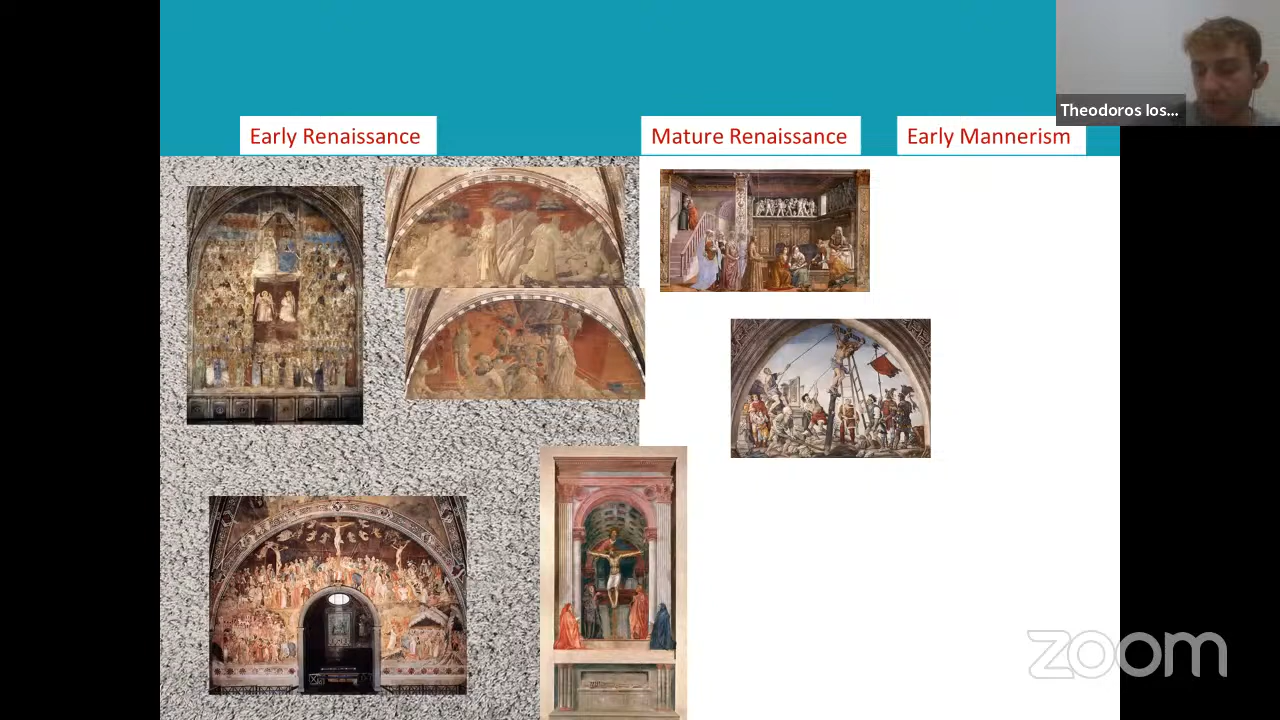 Theodoros Ios...
Early Renaissance
Mature Renaissance
Early Mannerism
zoom